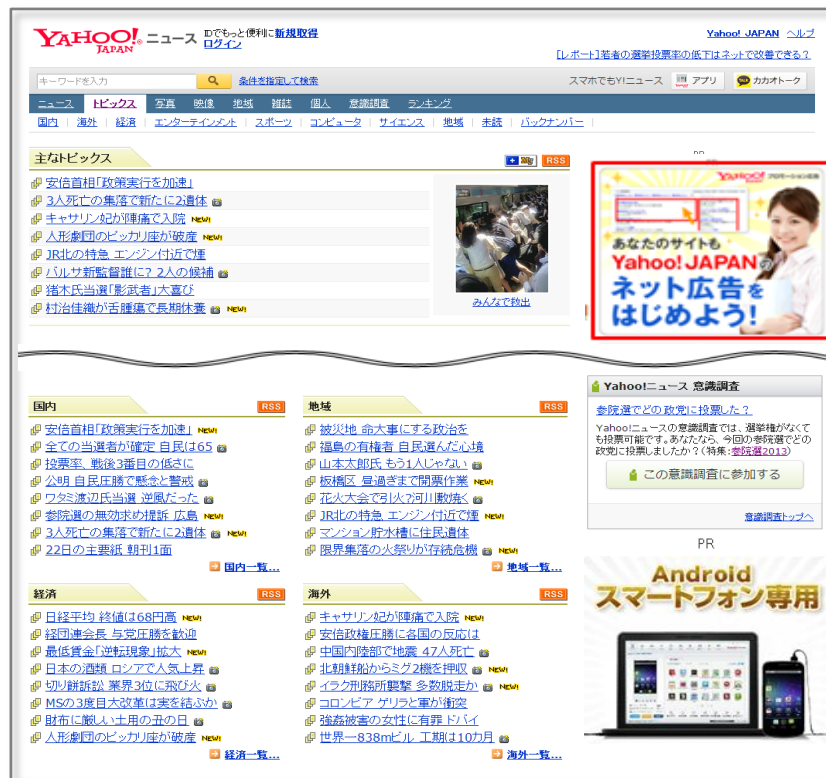 YAHOO! JAPAN ニュース
IDでもっと便利に新規取得
ログイン
Yahoo! JAPAN ヘルプ
[レポート]若者の選挙投票率の低下はネットで改善できる？
キーワードを入力
条件を指定して検索
スマホでもY!ニュース アプリ カカオトーク
ニュース トピックス 写真 映像 地域 雑誌 個人 意識調査 ランキング
国内 | 海外 | 経済 | エンターテインメント | スポーツ | コンピュータ | サイエンス | 地域 | 未読 | バックナンバー |
主なトピックス
+ My RSS
安倍首相「政策実行を加速」
3人死亡の集落で新たに2遺体
キャサリン妃が陣痛で入院 NEW!
人形劇団のピッカリ座が破産 NEW!
JR北の特急 エンジン付近で煙
バルサ新監督誰に? 2人の候補
猪木氏当選「影武者」大喜び
村治佳織が舌腫瘍で長期休養 NEW!
みんなで救出
PR
YAHOO! JAPAN プロモーション広告
あなたのサイトも
Yahoo! JAPANの
ネット広告を
はじめよう!
国内 RSS
安倍首相「政策実行を加速」 NEW!
全ての当選者が確定 自民は65
投票率、戦後3番目の低さに
公明 自民圧勝で懸念と警戒
ワタミ渡辺氏当選 逆風だった
参院選の無効求め提訴 広島 NEW!
3人死亡の集落で新たに2遺体 NEW!
22日の主要紙 朝刊1面
国内一覧...
地域 RSS
被災地 命大事にする政治を
福島の有権者 自民選んだ心境
山本太郎氏 もう1人じゃない
板橋区 昼過ぎまで開票作業 NEW!
花火大会で引火?河川敷焼く
JR北の特急 エンジン付近で煙 NEW!
マンション貯水槽に住民遺体
限界集落の火祭りが存続危機 NEW!
地域一覧...
Yahoo!ニュース 意識調査
参院選でどの政党に投票した？
Yahoo!ニュースの意識調査では、選挙権がなくて
も投票可能です。あなたなら、今回の参院選でどの
政党に投票しましたか？(特集:参院選2013)
この意識調査に参加する
意識調査トップへ
PR
Android
スマートフォン専用
経済 RSS
日経平均 終値は68円高 NEW!
経団連会長 与党圧勝を歓迎
最低賃金「逆転現象」拡大 NEW!
日本の酒類 ロシアで人気上昇
切り餅訴訟 業界3位に飛び火
MSの3度目大改革は実を結ぶか
財布に厳しい土用の丑の日
人形劇団のピッカリ座が破産 NEW!
経済一覧...
海外 RSS
キャサリン妃が陣痛で入院 NEW!
安倍政権圧勝に各国の反応は
中国内陸部で地震 47人死亡
北朝鮮船からミグ2機を押収 NEW!
イラク刑務所襲撃 多数脱走か NEW!
コロンビア ゲリラと軍が衝突
強姦被害の女性に有罪 ドバイ
世界一838mビル 工期は10カ月
海外一覧...